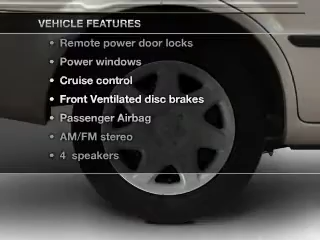 VEHICLE FEATURES
• Remote power door locks
• Power windows
• Cruise control
• Front Ventilated disc brakes
• Passenger Airbag
• AM/FM stereo
• 4 speakers